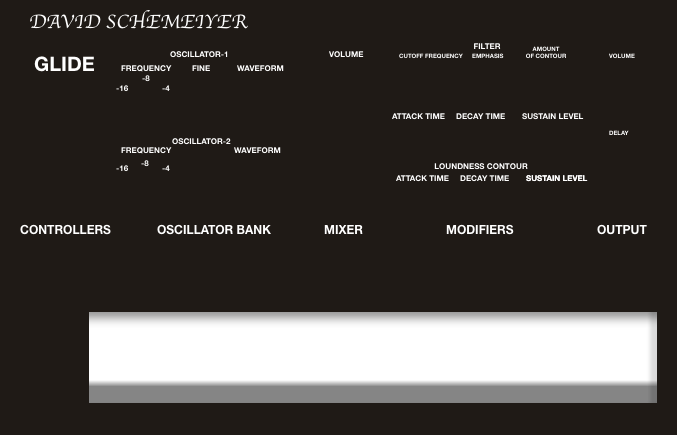 DAVID SCHEMEIYER
GLIDE
OSCILLATOR-1
FREQUENCY FINE WAVEFORM
-8
-16 -4
VOLUME
FILTER
CUTOFF FREQUENCY EMPHASIS
AMOUNT
OF CONTOUR
VOLUME
ATTACK TIME DECAY TIME SUSTAIN LEVEL
DELAY
OSCILLATOR-2
FREQUENCY WAVEFORM
-8
-16 -4
LOUNDNESS CONTOUR
ATTACK TIME DECAY TIME SUSTAIN LEVEL
CONTROLLERS OSCILLATOR BANK MIXER MODIFIERS OUTPUT